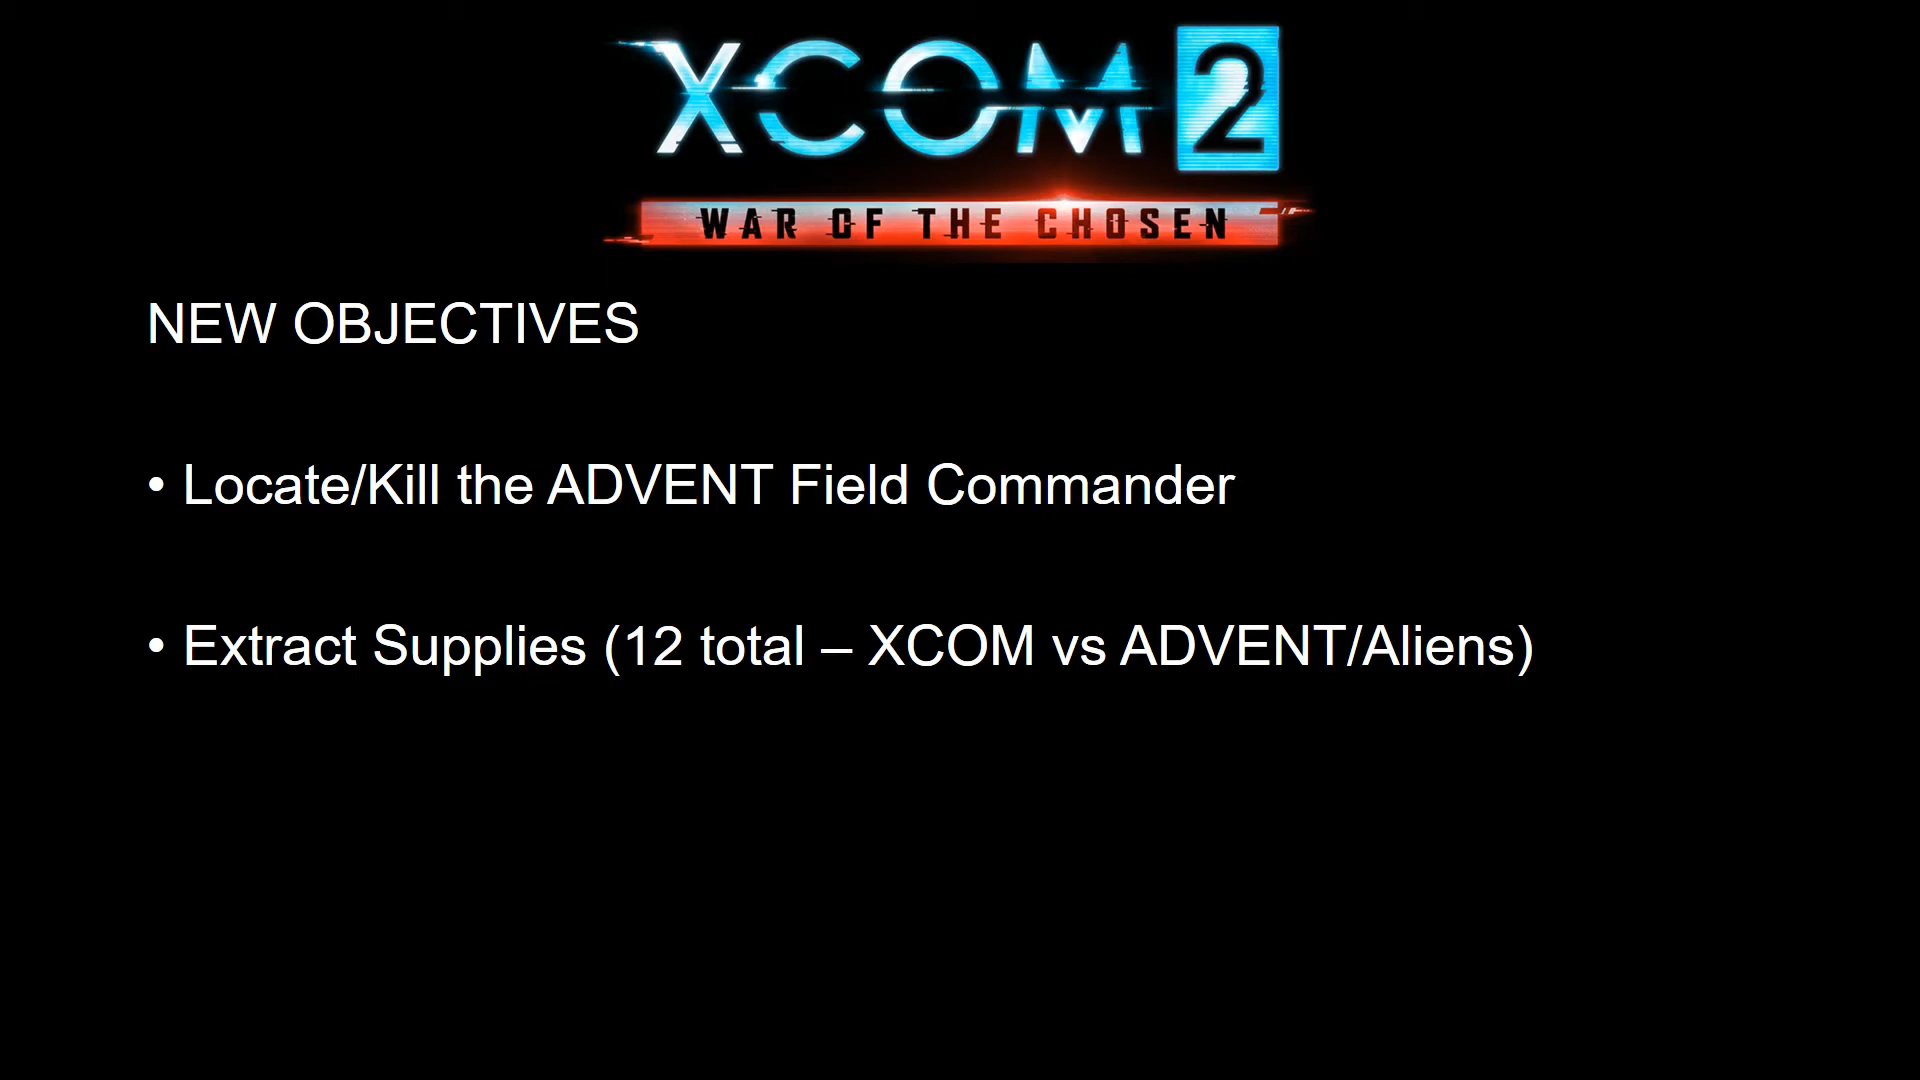 XCOM 2
WAR OF THE CHOSEN
NEW OBJECTIVES
• Locate/Kill the ADVENT Field Commander
• Extract Supplies (12 total – XCOM vs ADVENT/Aliens)